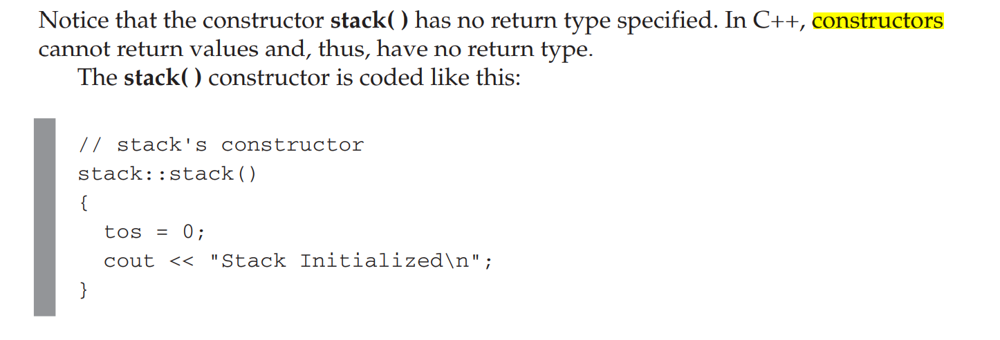 Notice that the constructor stack( ) has no return type specified. In C++, constructors
cannot return values and, thus, have no return type.
The stack( ) constructor is coded like this:
// stack's constructor
stack::stack()
{
tos = 0;
cout << "Stack Initialized\n";
}